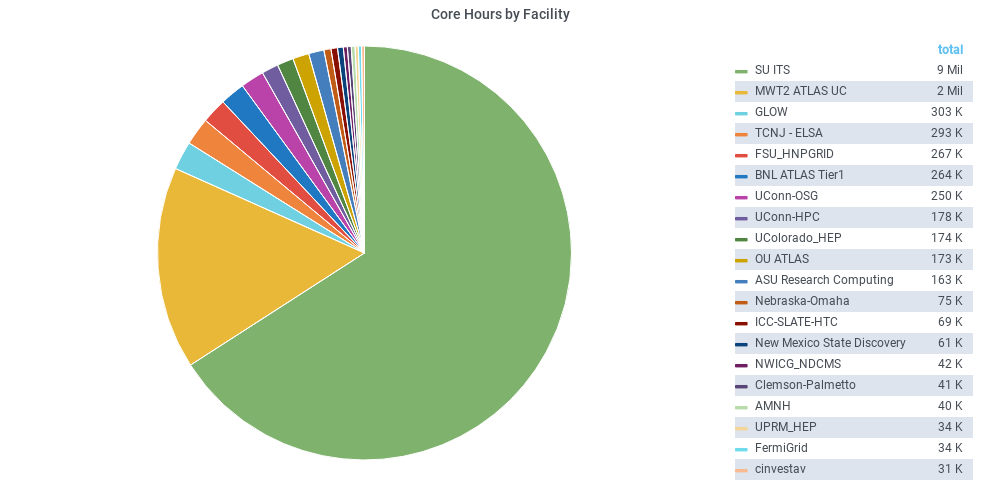 Core Hours by Facility
total
SU ITS 9 Mil
MWT2 ATLAS UC 2 Mil
GLOW 303 K
TCNJ - ELSA 293 K
FSU_HNPGRID 267 K
BNL ATLAS Tier1 264 K
UConn-OSG 250 K
UConn-HPC 178 K
UColorado_HEP 174 K
OU ATLAS 173 K
ASU Research Computing 163 K
Nebraska-Omaha 75 K
ICC-SLATE-HTC 69 K
New Mexico State Discovery 61 K
NWICG_NDCMS 42 K
Clemson-Palmetto 41 K
AMNH 40 K
UPRM_HEP 34 K
FermiGrid 34 K
cinvestav 31 K